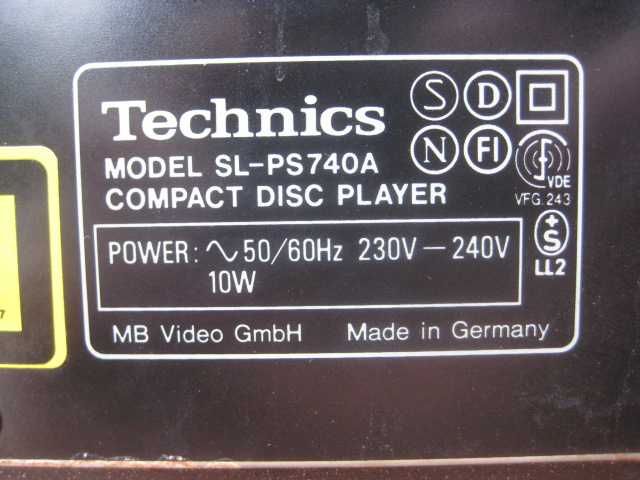 Technics
S D
N FI
MODEL SL-PS740A
COMPACT DISC PLAYER
VDE
VFG.243
POWER: ∿ 50/60Hz 230V — 240V
10W
+
S
LL2
MB Video GmbH Made in Germany
7